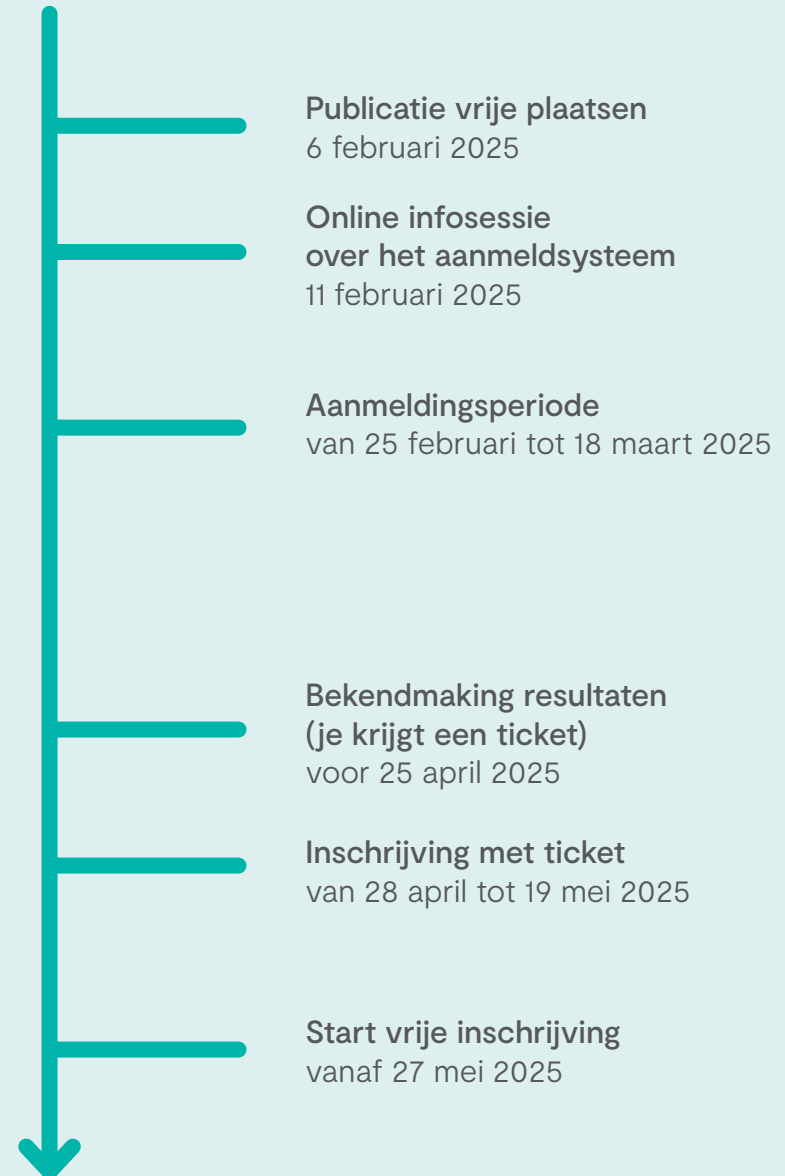 Publicatie vrije plaatsen
6 februari 2025
Online infosessie
over het aanmeldsysteem
11 februari 2025
Aanmeldingsperiode
van 25 februari tot 18 maart 2025
Bekendmaking resultaten
(je krijgt een ticket)
voor 25 april 2025
Inschrijving met ticket
van 28 april tot 19 mei 2025
Start vrije inschrijving
vanaf 27 mei 2025